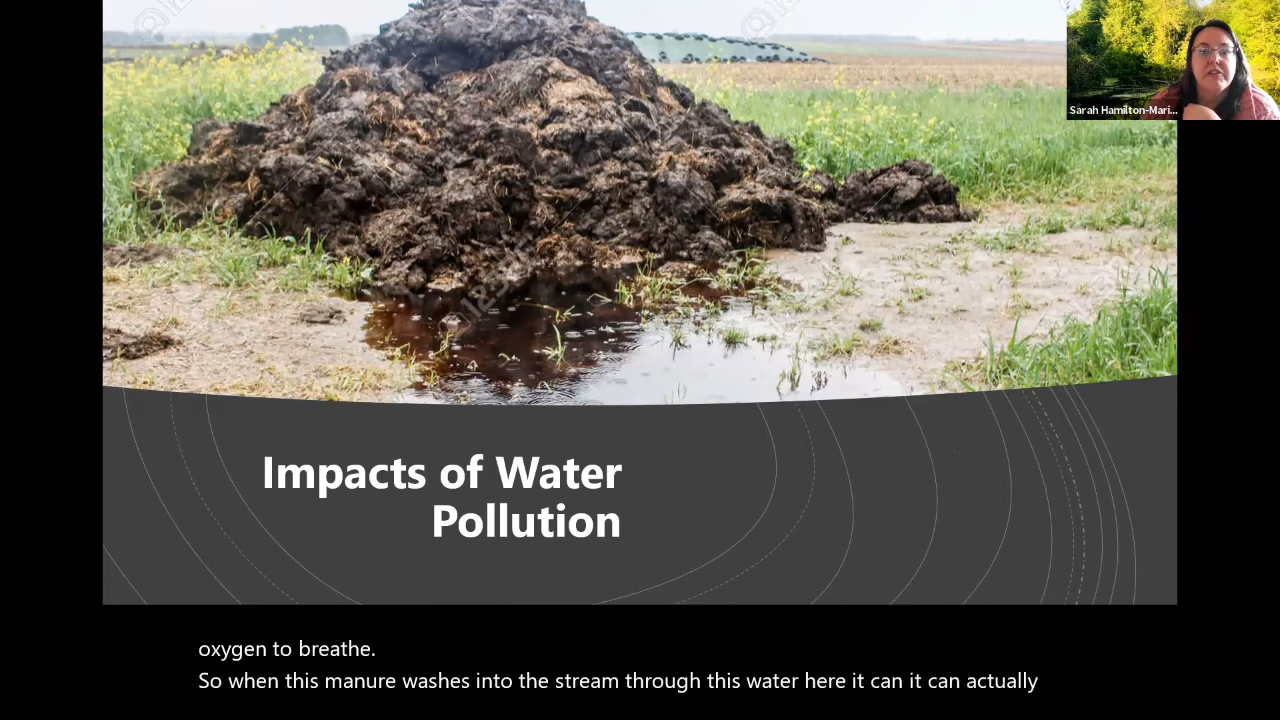 Sarah Hamilton-Mari...
Impacts of Water
Pollution
oxygen to breathe.
So when this manure washes into the stream through this water here it can it can actually